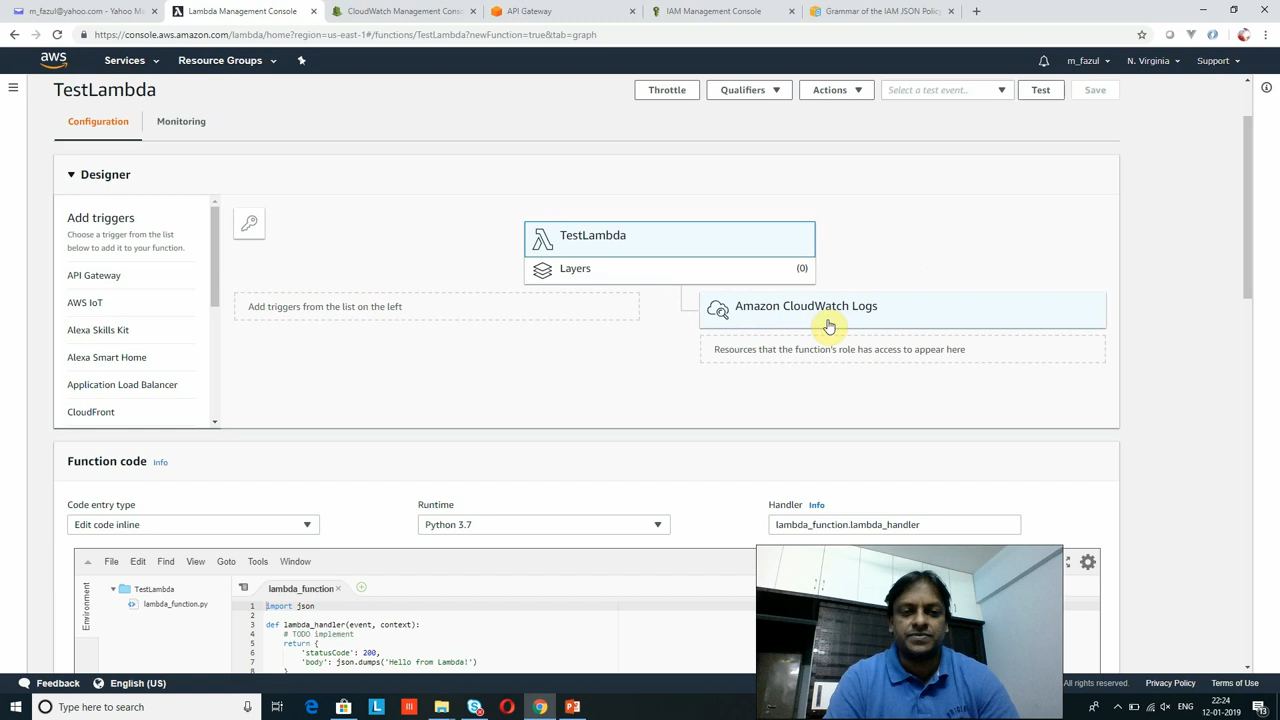 m_fazul@yahoo.com - Yahoo M
Lambda Management Console
CloudWatch Management Cons
API Gateway
IAM Management Console
Grammar of the IAM JSON Polic
https://console.aws.amazon.com/lambda/home?region=us-east-1#/functions/TestLambda?newFunction=true&tab=graph
aws
Services
Resource Groups
m_fazul
N. Virginia
Support
TestLambda
Throttle
Qualifiers
Actions
Select a test event..
Test
Save
Configuration
Monitoring
Designer
Add triggers
Choose a trigger from the list
below to add it to your function.
API Gateway
AWS IoT
Alexa Skills Kit
Alexa Smart Home
Application Load Balancer
CloudFront
TestLambda
Layers
(0)
Add triggers from the list on the left
Amazon CloudWatch Logs
Resources that the function's role has access to appear here
Function code
Info
Code entry type
Edit code inline
Runtime
Python 3.7
Handler Info
lambda_function.lambda_handler
File Edit Find View Goto Tools Window
Environment
TestLambda
lambda_function.py
lambda_function
1 import json
2
3 def lambda_handler(event, context):
4 # TODO implement
5 return {
6 'statusCode': 200,
7 'body': json.dumps('Hello from Lambda!')
8 }
Feedback
English (US)
All rights reserved.
Privacy Policy
Terms of Use
Type here to search
ENG
22:24
12-01-2019